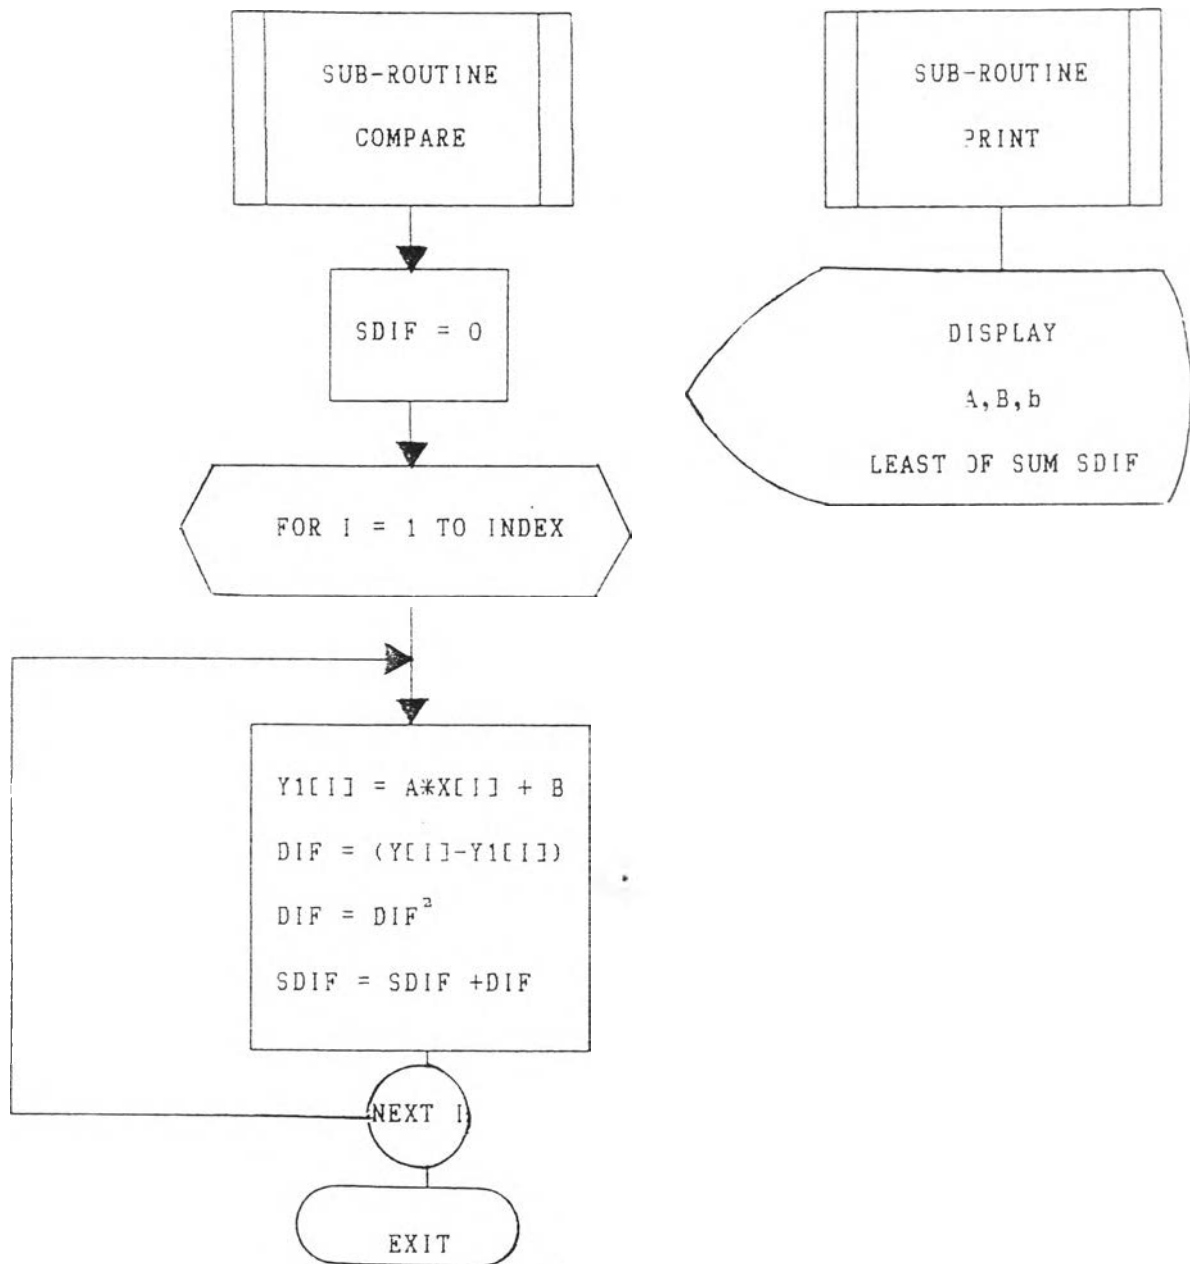 SUB-ROUTINE
COMPARE
SDIF = 0
FOR I = 1 TO INDEX
Y1[I] = A*X[I] + B
DIF = (Y[I]-Y1[I])
DIF = DIF²
SDIF = SDIF +DIF
NEXT I
EXIT
SUB-ROUTINE
PRINT
DISPLAY
A,B,b
LEAST OF SUM SDIF